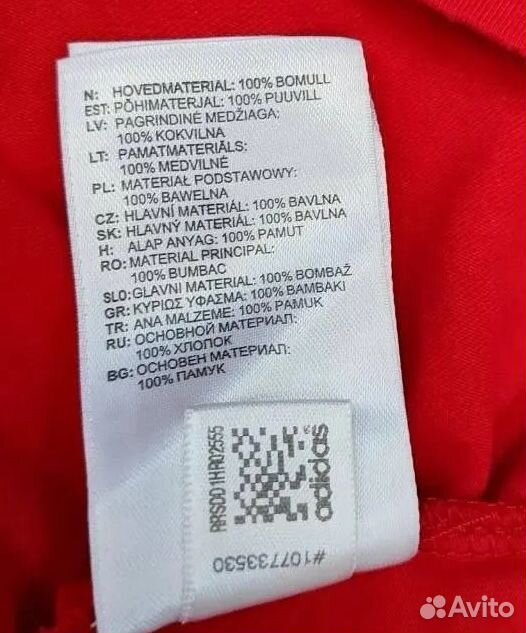 N: HOVEDMATERIAL: 100% BOMULL
EST: PÕHIMATERJAL: 100% PUUVILL
LV: PAGRINDINĖ MEDŽIAGA:
100% KOKVILNA
LT: PAMATMATERIĀLS:
100% MEDVILNĖ
PL: MATERIAŁ PODSTAWOWY:
100% BAWEŁNA
CZ: HLAVNÍ MATERIÁL: 100% BAVLNA
SK: HLAVNÝ MATERIÁL: 100% BAVLNA
H: ALAP ANYAG: 100% PAMUT
RO: MATERIAL PRINCIPAL:
100% BUMBAC
SLO: GLAVNI MATERIAL: 100% BOMBAŽ
GR: ΚΥΡΙΩΣ ΥΦΑΣΜΑ: 100% ΒΑΜΒΑΚΙ
TR: ANA MALZEME: 100% PAMUK
RU: ОСНОВНОЙ МАТЕРИАЛ:
100% ХЛОПОК
BG: ОСНОВЕН МАТЕРИАЛ:
100% ПАМУК
RRSDD1HR02555
adidas
#107733530
Avito